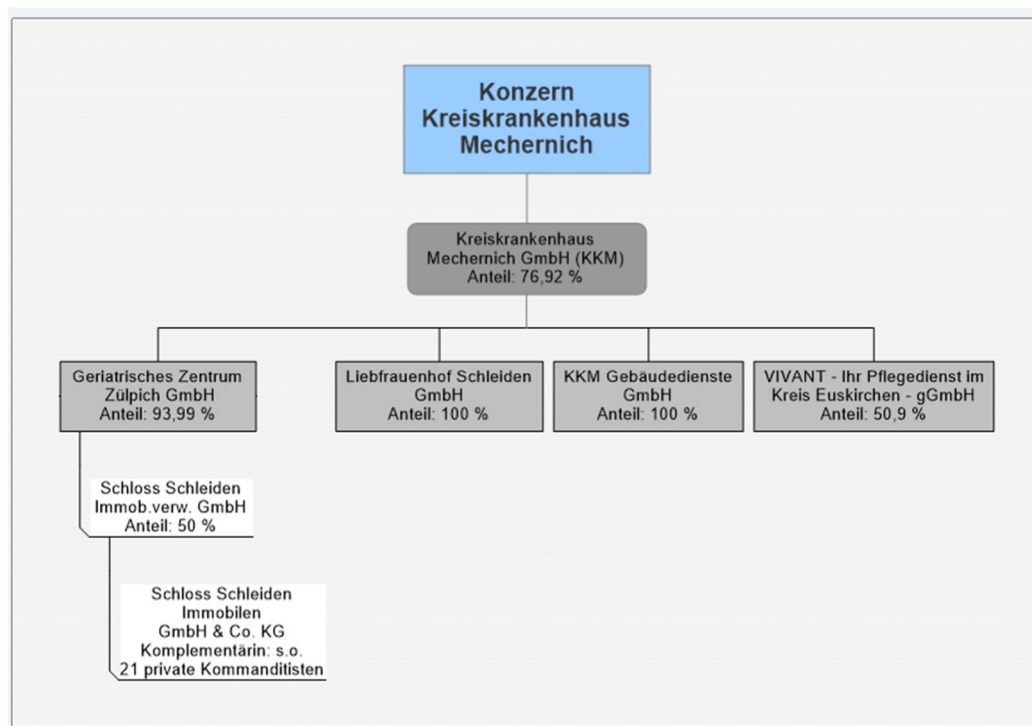 Konzern
Kreiskrankenhaus
Mechernich
Kreiskrankenhaus
Mechernich GmbH (KKM)
Anteil: 76,92 %
Geriatrisches Zentrum
Zülpich GmbH
Anteil: 93,99 %
Liebfrauenhof Schleiden
GmbH
Anteil: 100 %
KKM Gebäudedienste
GmbH
Anteil: 100 %
VIVANT - Ihr Pflegedienst im
Kreis Euskirchen - gGmbH
Anteil: 50,9 %
Schloss Schleiden
Immob.verw. GmbH
Anteil: 50 %
Schloss Schleiden
Immobilen
GmbH & Co. KG
Komplementärin: s.o.
21 private Kommanditisten